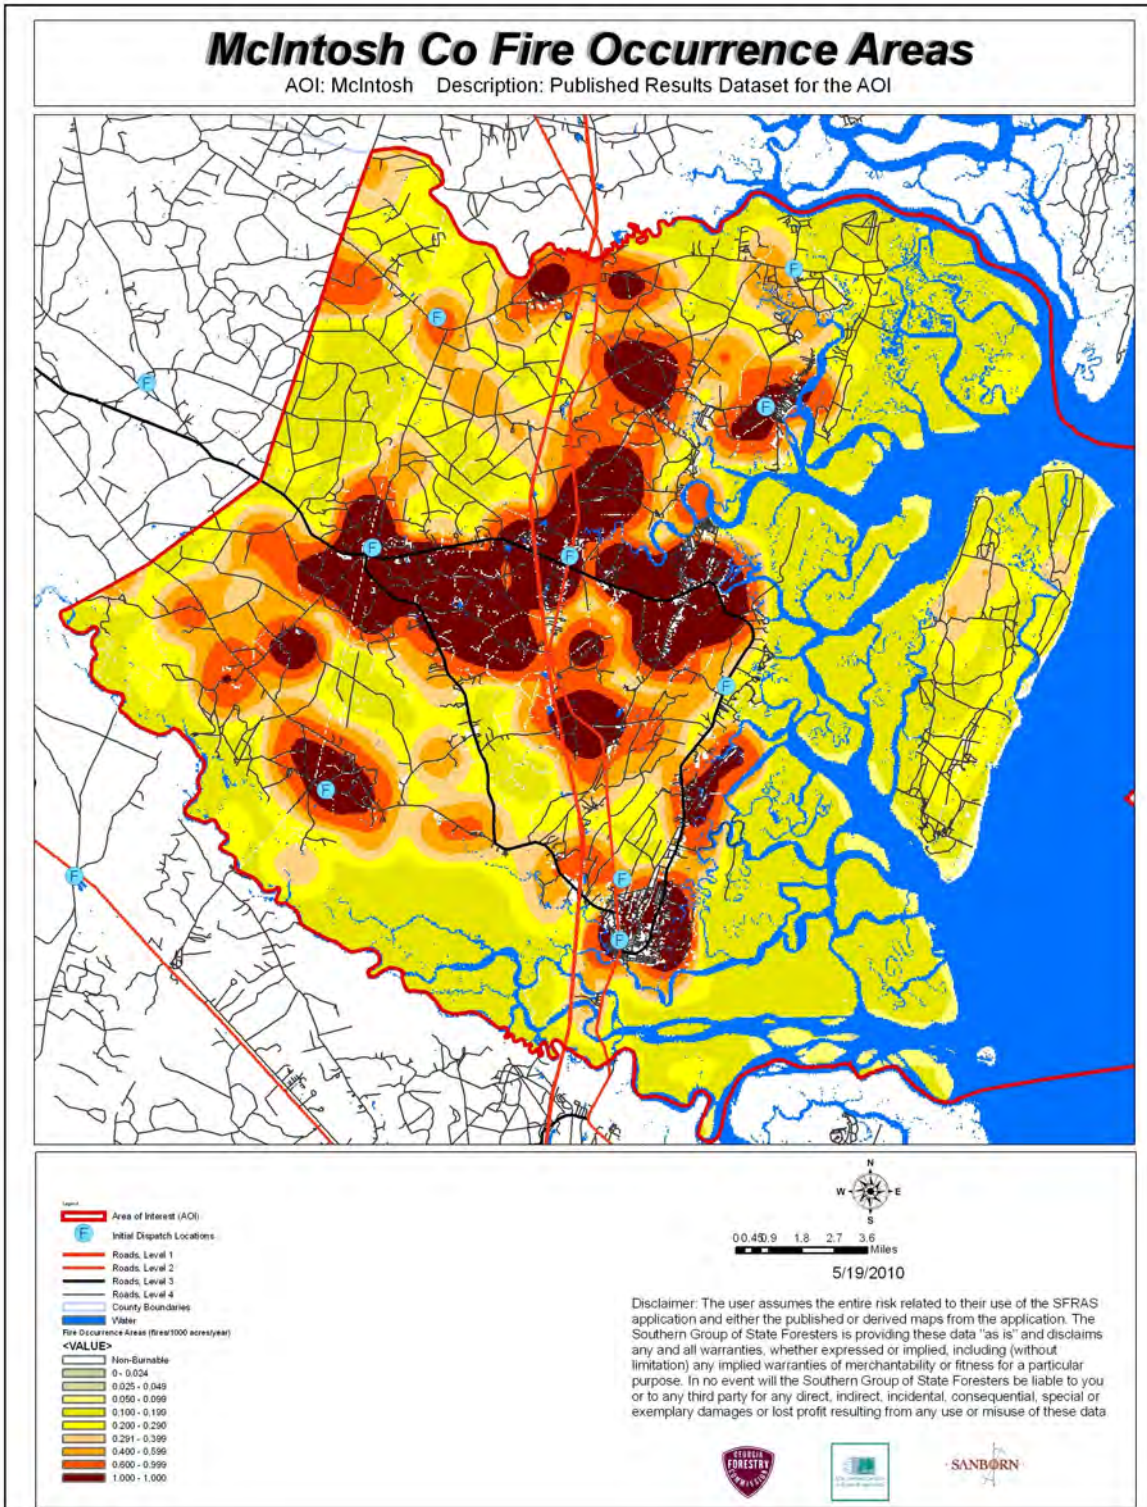 McIntosh Co Fire Occurrence Areas
AOI: McIntosh Description: Published Results Dataset for the AOI
F
F
F
F
F
F
F
F
F
F
F
Legend
Area of Interest (AOI)
F Initial Dispatch Locations
Roads, Level 1
Roads, Level 2
Roads, Level 3
Roads, Level 4
County Boundaries
Water
Fire Occurrence Areas (fires/1000 acres/year)
<VALUE>
Non-Burnable
0 - 0.024
0.025 - 0.049
0.050 - 0.099
0.100 - 0.199
0.200 - 0.290
0.291 - 0.399
0.400 - 0.599
0.600 - 0.999
1.000 - 1.000
N
W E
S
0 0.45 0.9 1.8 2.7 3.6
Miles
5/19/2010
Disclaimer: The user assumes the entire risk related to their use of the SFRAS
application and either the published or derived maps from the application. The
Southern Group of State Foresters is providing these data "as is" and disclaims
any and all warranties, whether expressed or implied, including (without
limitation) any implied warranties of merchantability or fitness for a particular
purpose. In no event will the Southern Group of State Foresters be liable to you
or to any third party for any direct, indirect, incidental, consequential, special or
exemplary damages or lost profit resulting from any use or misuse of these data
GEORGIA
FORESTRY
COMMISSION
SANBORN